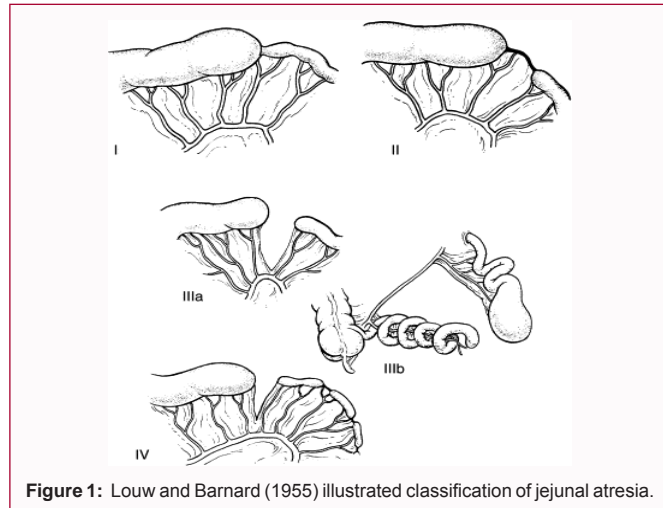 I
II
IIIa
IIIb
IV
Figure 1: Louw and Barnard (1955) illustrated classification of jejunal atresia.